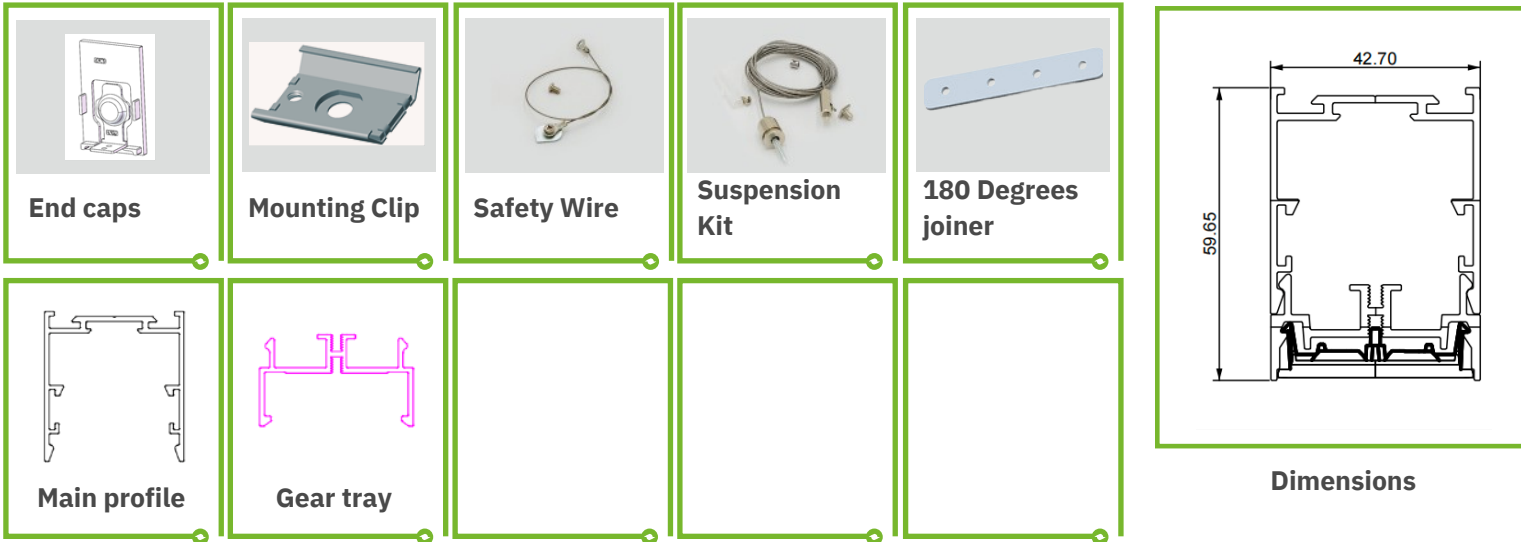 End caps
Mounting Clip
Safety Wire
Suspension
Kit
180 Degrees
joiner
Main profile
Gear tray
42.70
59.65
Dimensions